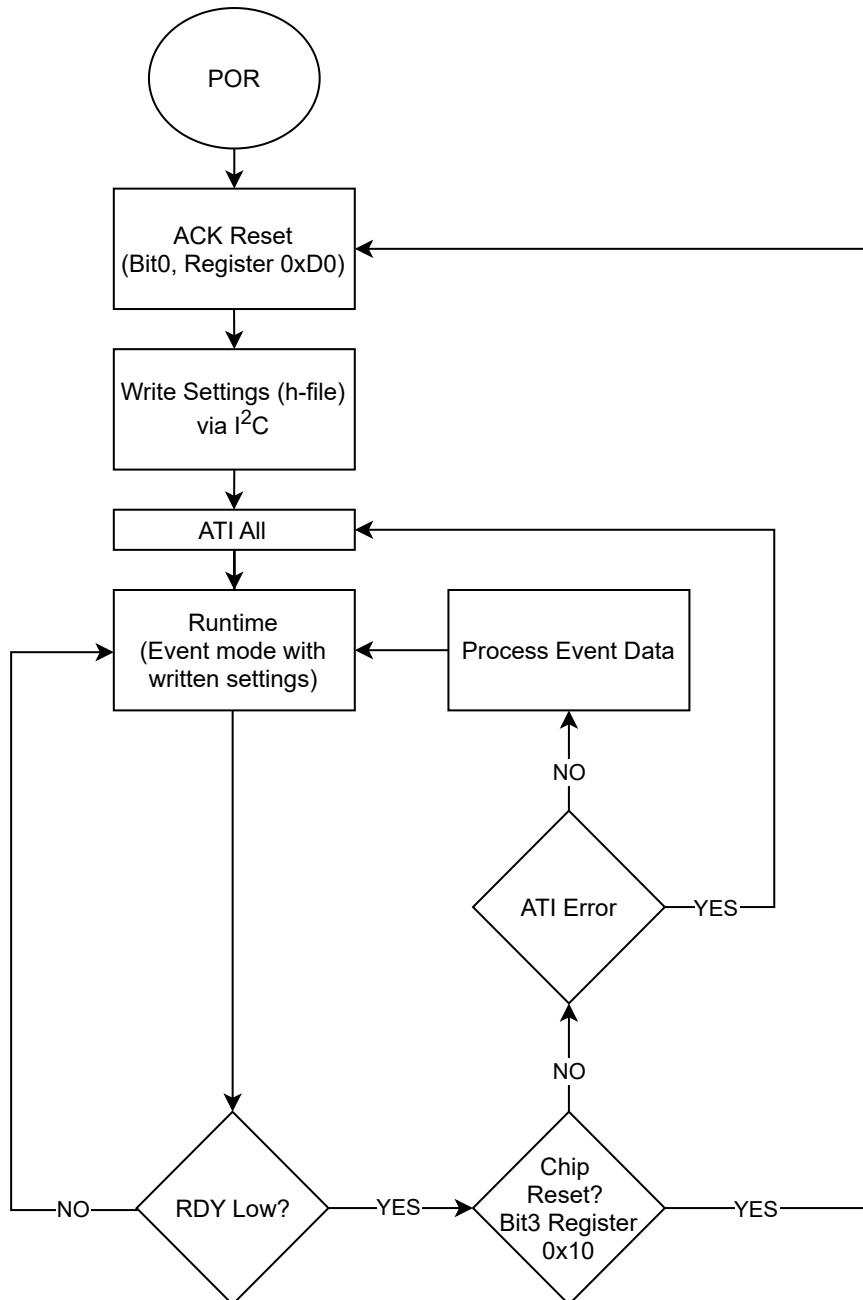 POR
ACK Reset
(Bit0, Register 0xD0)
Write Settings (h-file)
via I²C
ATI All
Runtime
(Event mode with
written settings)
Process Event Data
NO
ATI Error
YES
NO
RDY Low?
NO
YES
Chip
Reset?
Bit3 Register
0x10
YES